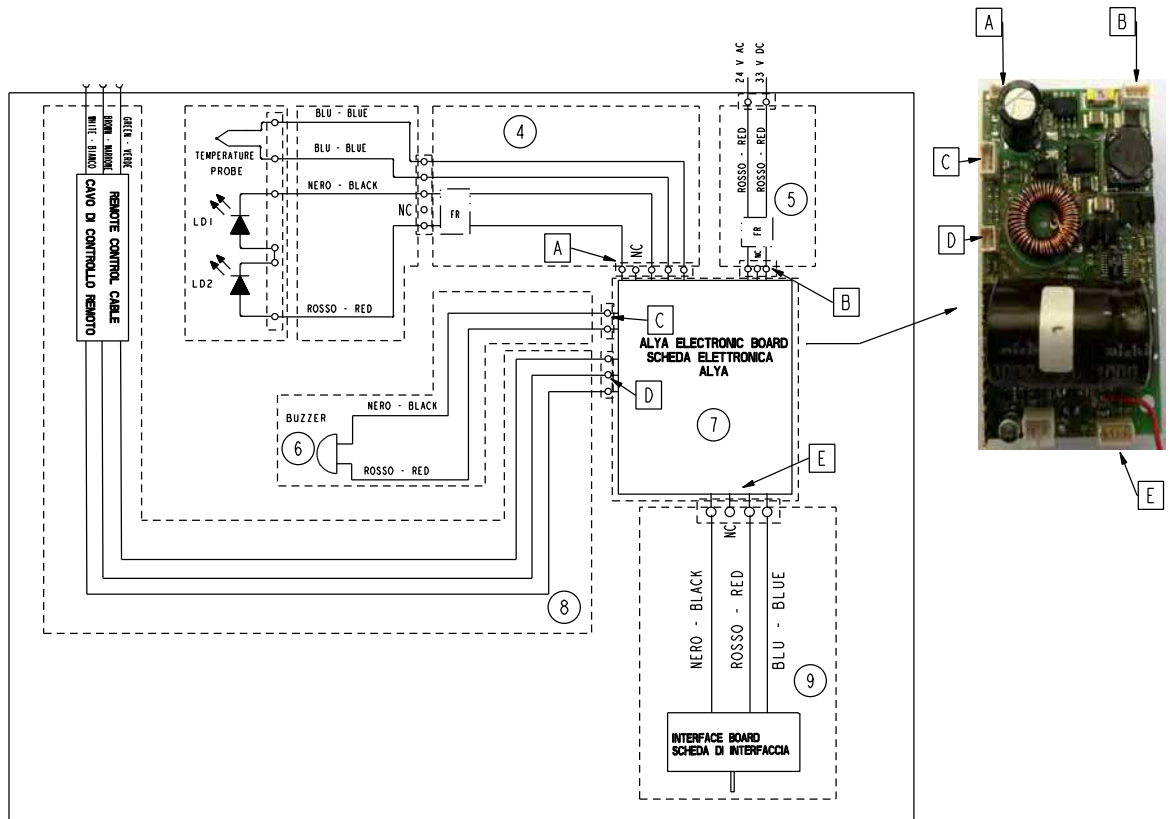 A
B
24 V AC
33 V DC
BLU - BLUE
4
GREEN - VERDE
BROWN - MARRONE
WHITE - BIANCO
TEMPERATURE
PROBE
BLU - BLUE
ROSSO - RED
ROSSO - RED
C
NERO - BLACK
5
REMOTE CONTROL CABLE
CAVO DI CONTROLLO REMOTO
LD1
NC
FR
FR
D
A
NC
NC
LD2
B
ROSSO - RED
C
ALYA ELECTRONIC BOARD
SCHEDA ELETTRONICA
ALYA
D
NERO - BLACK
BUZZER
7
6
E
ROSSO - RED
E
NC
NERO - BLACK
ROSSO - RED
BLU - BLUE
8
9
INTERFACE BOARD
SCHEDA DI INTERFACCIA